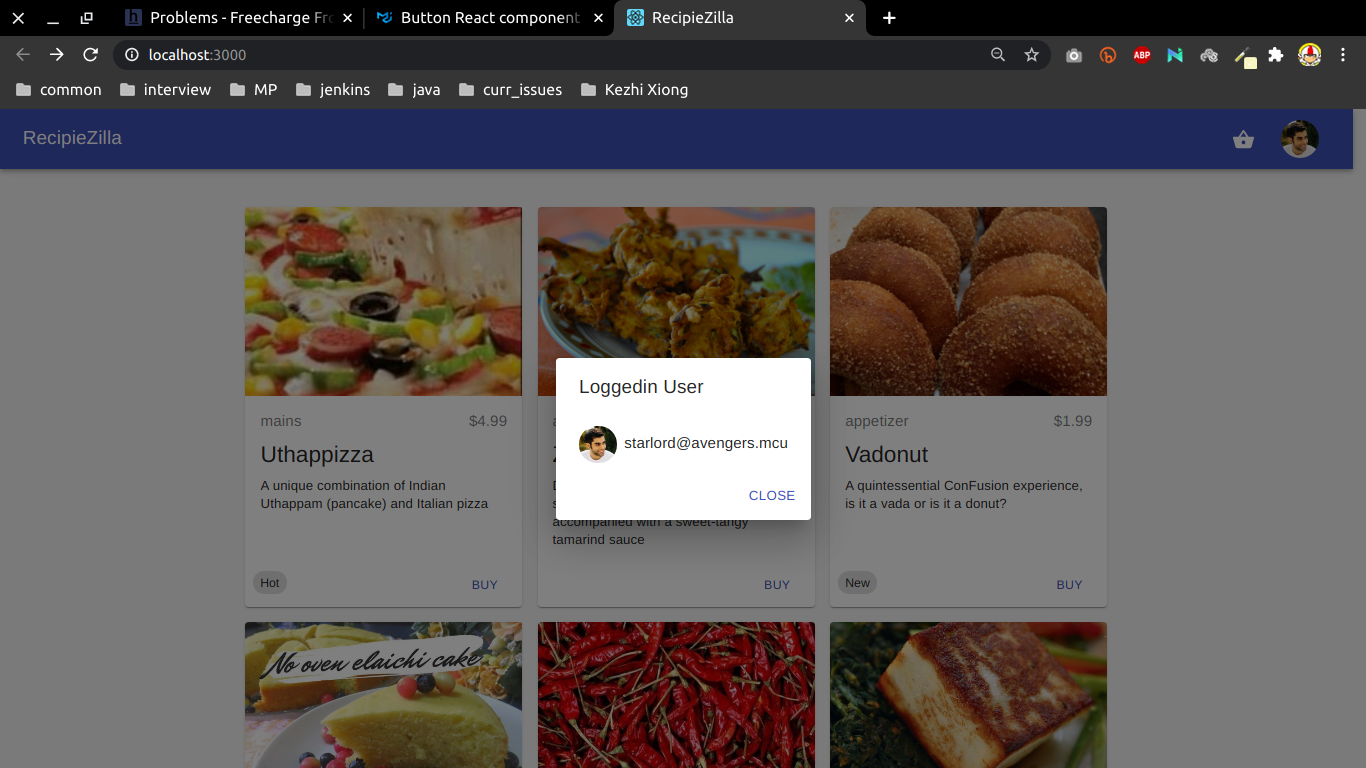 Problems - Freecharge Fro
Button React component
RecipieZilla
localhost:3000
ABP
common
interview
MP
jenkins
java
curr_issues
Kezhi Xiong
RecipieZilla
mains
$4.99
Uthappizza
A unique combination of Indian
Uthappam (pancake) and Italian pizza
Hot
BUY
Loggedin User
starlord@avengers.mcu
CLOSE
accompanied with a sweet-tangy
tamarind sauce
BUY
appetizer
$1.99
Vadonut
A quintessential ConFusion experience,
is it a vada or is it a donut?
New
BUY
No oven elaichi cake